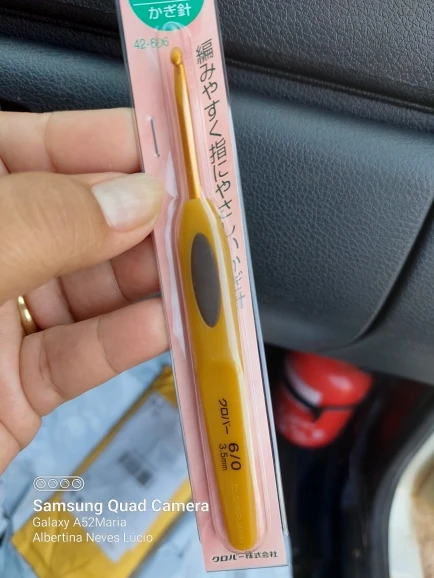 かぎ針
42-606
編みやすく指にやさしいかぎ針
クロバー 6/0
3.5mm
クロバー株式会社
Samsung Quad Camera
Galaxy A52Maria
Albertina Neves Lúcio